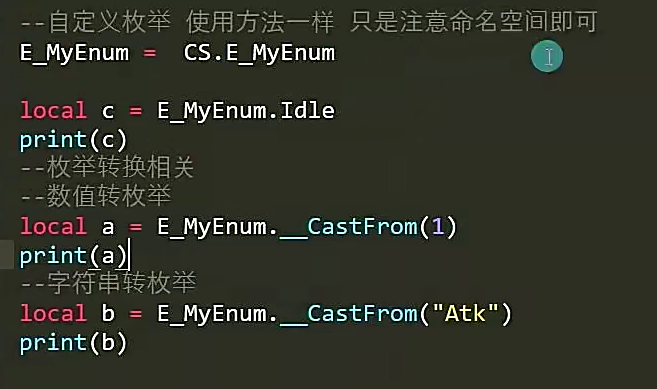 --自定义枚举 使用方法一样 只是注意命名空间即可
E_MyEnum =  CS.E_MyEnum
local c = E_MyEnum.Idle
print(c)
--枚举转换相关
--数值转枚举
local a = E_MyEnum.__CastFrom(1)
print(a)
--字符串转枚举
local b = E_MyEnum.__CastFrom("Atk")
print(b)